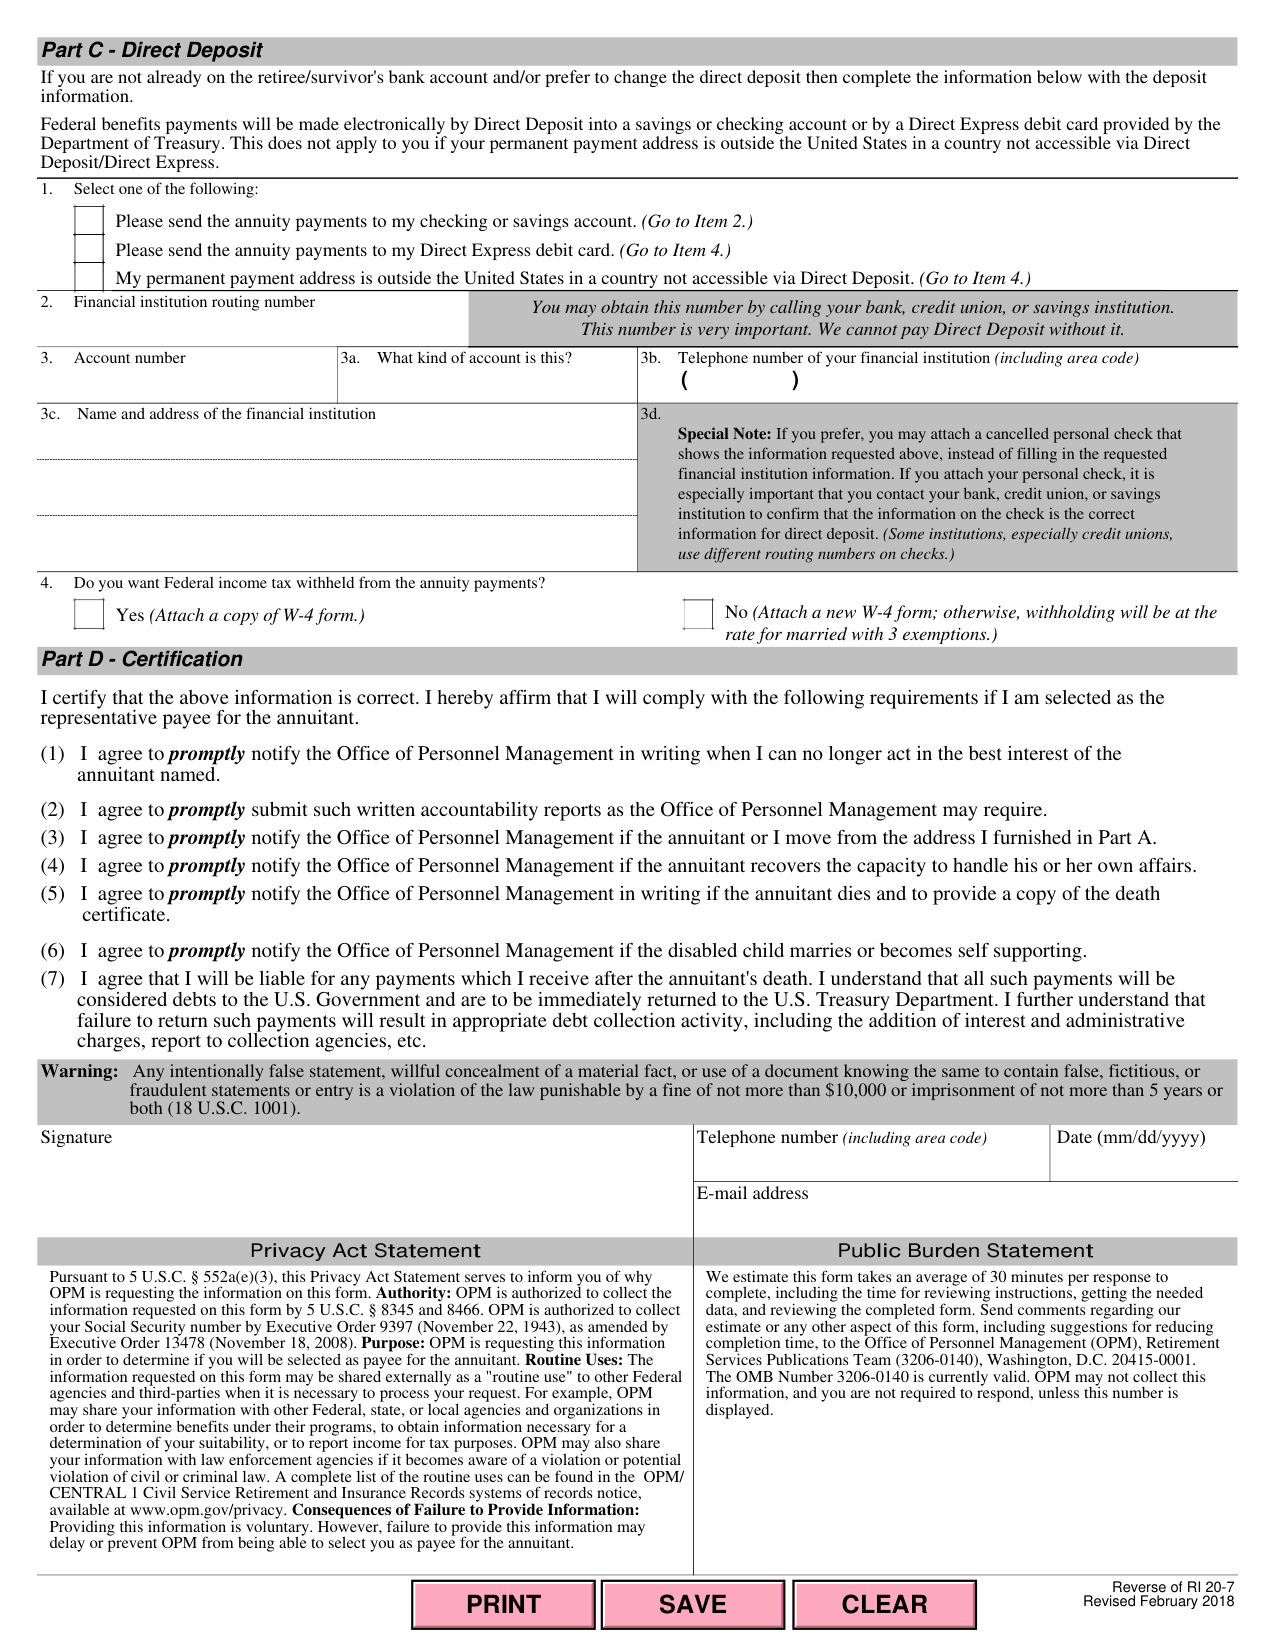 Part C - Direct Deposit
If you are not already on the retiree/survivor's bank account and/or prefer to change the direct deposit then complete the information below with the deposit
information.
Federal benefits payments will be made electronically by Direct Deposit into a savings or checking account or by a Direct Express debit card provided by the
Department of Treasury. This does not apply to you if your permanent payment address is outside the United States in a country not accessible via Direct
Deposit/Direct Express.
1. Select one of the following:
Please send the annuity payments to my checking or savings account. (Go to Item 2.)
Please send the annuity payments to my Direct Express debit card. (Go to Item 4.)
My permanent payment address is outside the United States in a country not accessible via Direct Deposit. (Go to Item 4.)
2. Financial institution routing number
You may obtain this number by calling your bank, credit union, or savings institution.
This number is very important. We cannot pay Direct Deposit without it.
3. Account number
3a. What kind of account is this?
3b. Telephone number of your financial institution (including area code)
( )
3c. Name and address of the financial institution
3d.
Special Note: If you prefer, you may attach a cancelled personal check that
shows the information requested above, instead of filling in the requested
financial institution information. If you attach your personal check, it is
especially important that you contact your bank, credit union, or savings
institution to confirm that the information on the check is the correct
information for direct deposit. (Some institutions, especially credit unions,
use different routing numbers on checks.)
4. Do you want Federal income tax withheld from the annuity payments?
Yes (Attach a copy of W-4 form.)
No (Attach a new W-4 form; otherwise, withholding will be at the
rate for married with 3 exemptions.)
Part D - Certification
I certify that the above information is correct. I hereby affirm that I will comply with the following requirements if I am selected as the
representative payee for the annuitant.
(1) I agree to promptly notify the Office of Personnel Management in writing when I can no longer act in the best interest of the
annuitant named.
(2) I agree to promptly submit such written accountability reports as the Office of Personnel Management may require.
(3) I agree to promptly notify the Office of Personnel Management if the annuitant or I move from the address I furnished in Part A.
(4) I agree to promptly notify the Office of Personnel Management if the annuitant recovers the capacity to handle his or her own affairs.
(5) I agree to promptly notify the Office of Personnel Management in writing if the annuitant dies and to provide a copy of the death
certificate.
(6) I agree to promptly notify the Office of Personnel Management if the disabled child marries or becomes self supporting.
(7) I agree that I will be liable for any payments which I receive after the annuitant's death. I understand that all such payments will be
considered debts to the U.S. Government and are to be immediately returned to the U.S. Treasury Department. I further understand that
failure to return such payments will result in appropriate debt collection activity, including the addition of interest and administrative
charges, report to collection agencies, etc.
Warning: Any intentionally false statement, willful concealment of a material fact, or use of a document knowing the same to contain false, fictitious, or
fraudulent statements or entry is a violation of the law punishable by a fine of not more than $10,000 or imprisonment of not more than 5 years or
both (18 U.S.C. 1001).
Signature
Telephone number (including area code)
Date (mm/dd/yyyy)
E-mail address
Privacy Act Statement
Pursuant to 5 U.S.C. § 552a(e)(3), this Privacy Act Statement serves to inform you of why
OPM is requesting the information on this form. Authority: OPM is authorized to collect the
information requested on this form by 5 U.S.C. § 8345 and 8466. OPM is authorized to collect
your Social Security number by Executive Order 9397 (November 22, 1943), as amended by
Executive Order 13478 (November 18, 2008). Purpose: OPM is requesting this information
in order to determine if you will be selected as payee for the annuitant. Routine Uses: The
information requested on this form may be shared externally as a "routine use" to other Federal
agencies and third-parties when it is necessary to process your request. For example, OPM
may share your information with other Federal, state, or local agencies and organizations in
order to determine benefits under their programs, to obtain information necessary for a
determination of your suitability, or to report income for tax purposes. OPM may also share
your information with law enforcement agencies if it becomes aware of a violation or potential
violation of civil or criminal law. A complete list of the routine uses can be found in the OPM/
CENTRAL 1 Civil Service Retirement and Insurance Records systems of records notice,
available at www.opm.gov/privacy. Consequences of Failure to Provide Information:
Providing this information is voluntary. However, failure to provide this information may
delay or prevent OPM from being able to select you as payee for the annuitant.
Public Burden Statement
We estimate this form takes an average of 30 minutes per response to
complete, including the time for reviewing instructions, getting the needed
data, and reviewing the completed form. Send comments regarding our
estimate or any other aspect of this form, including suggestions for reducing
completion time, to the Office of Personnel Management (OPM), Retirement
Services Publications Team (3206-0140), Washington, D.C. 20415-0001.
The OMB Number 3206-0140 is currently valid. OPM may not collect this
information, and you are not required to respond, unless this number is
displayed.
PRINT
SAVE
CLEAR
Reverse of RI 20-7
Revised February 2018